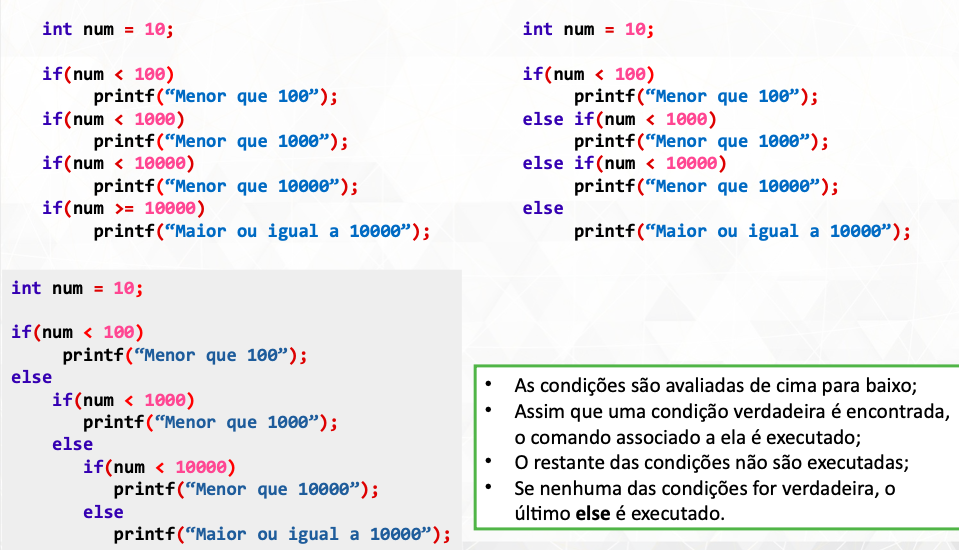 int num = 10;
if(num < 100)
printf(“Menor que 100”);
if(num < 1000)
printf(“Menor que 1000”);
if(num < 10000)
printf(“Menor que 10000”);
if(num >= 10000)
printf(“Maior ou igual a 10000”);
int num = 10;
if(num < 100)
printf(“Menor que 100”);
else if(num < 1000)
printf(“Menor que 1000”);
else if(num < 10000)
printf(“Menor que 10000”);
else
printf(“Maior ou igual a 10000”);
int num = 10;
if(num < 100)
printf(“Menor que 100”);
else
if(num < 1000)
printf(“Menor que 1000”);
else
if(num < 10000)
printf(“Menor que 10000”);
else
printf(“Maior ou igual a 10000”);
• As condições são avaliadas de cima para baixo;
• Assim que uma condição verdadeira é encontrada,
o comando associado a ela é executado;
• O restante das condições não são executadas;
• Se nenhuma das condições for verdadeira, o
último else é executado.